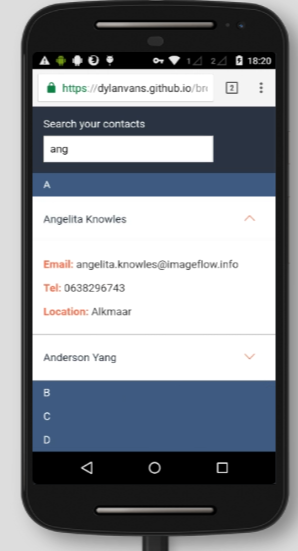 1 2 18:20
https://dylanvans.github.io/br
2
Search your contacts
ang
A
Angelita Knowles
Email: angelita.knowles@imageflow.info
Tel: 0638296743
Location: Alkmaar
Anderson Yang
B
C
D